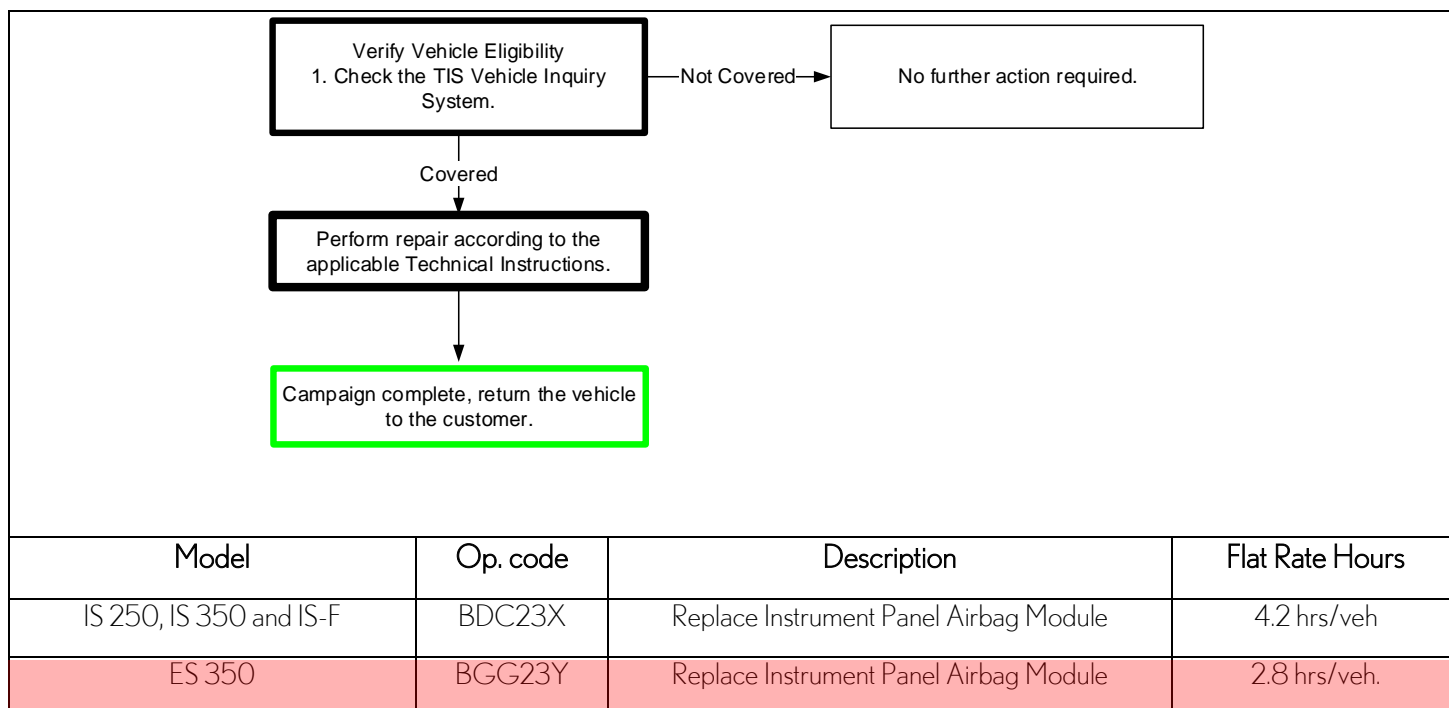 Verify Vehicle Eligibility
1. Check the TIS Vehicle Inquiry
System.
Not Covered
No further action required.
Covered
Perform repair according to the
applicable Technical Instructions.
Campaign complete, return the vehicle
to the customer.
Model Op. code Description Flat Rate Hours
IS 250, IS 350 and IS-F BDC23X Replace Instrument Panel Airbag Module 4.2 hrs/veh
ES 350 BGG23Y Replace Instrument Panel Airbag Module 2.8 hrs/veh.